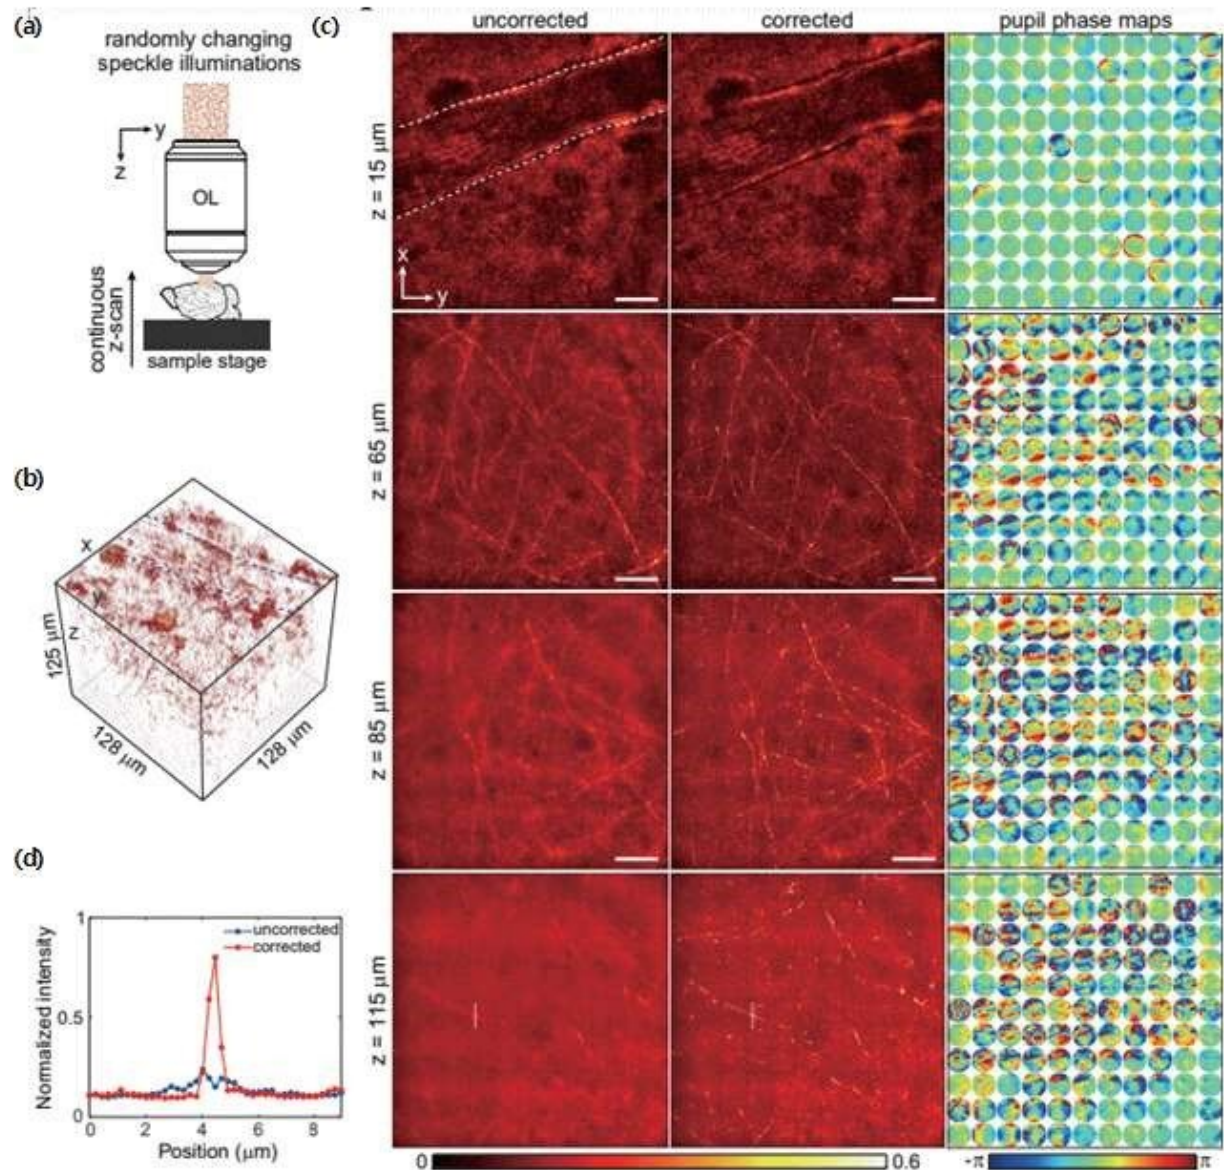 (a)
randomly changing
speckle illuminations
y
z
OL
continuous
z-scan
sample stage
(b)
x
z
125 μm
128 μm
128 μm
(d)
1
0.5
0
Normalized intensity
uncorrected
corrected
0 2 4 6 8
Position (μm)
(c)
uncorrected corrected pupil phase maps
z = 15 μm
x
y
z = 65 μm
z = 85 μm
z = 115 μm
0 0.6
-π π